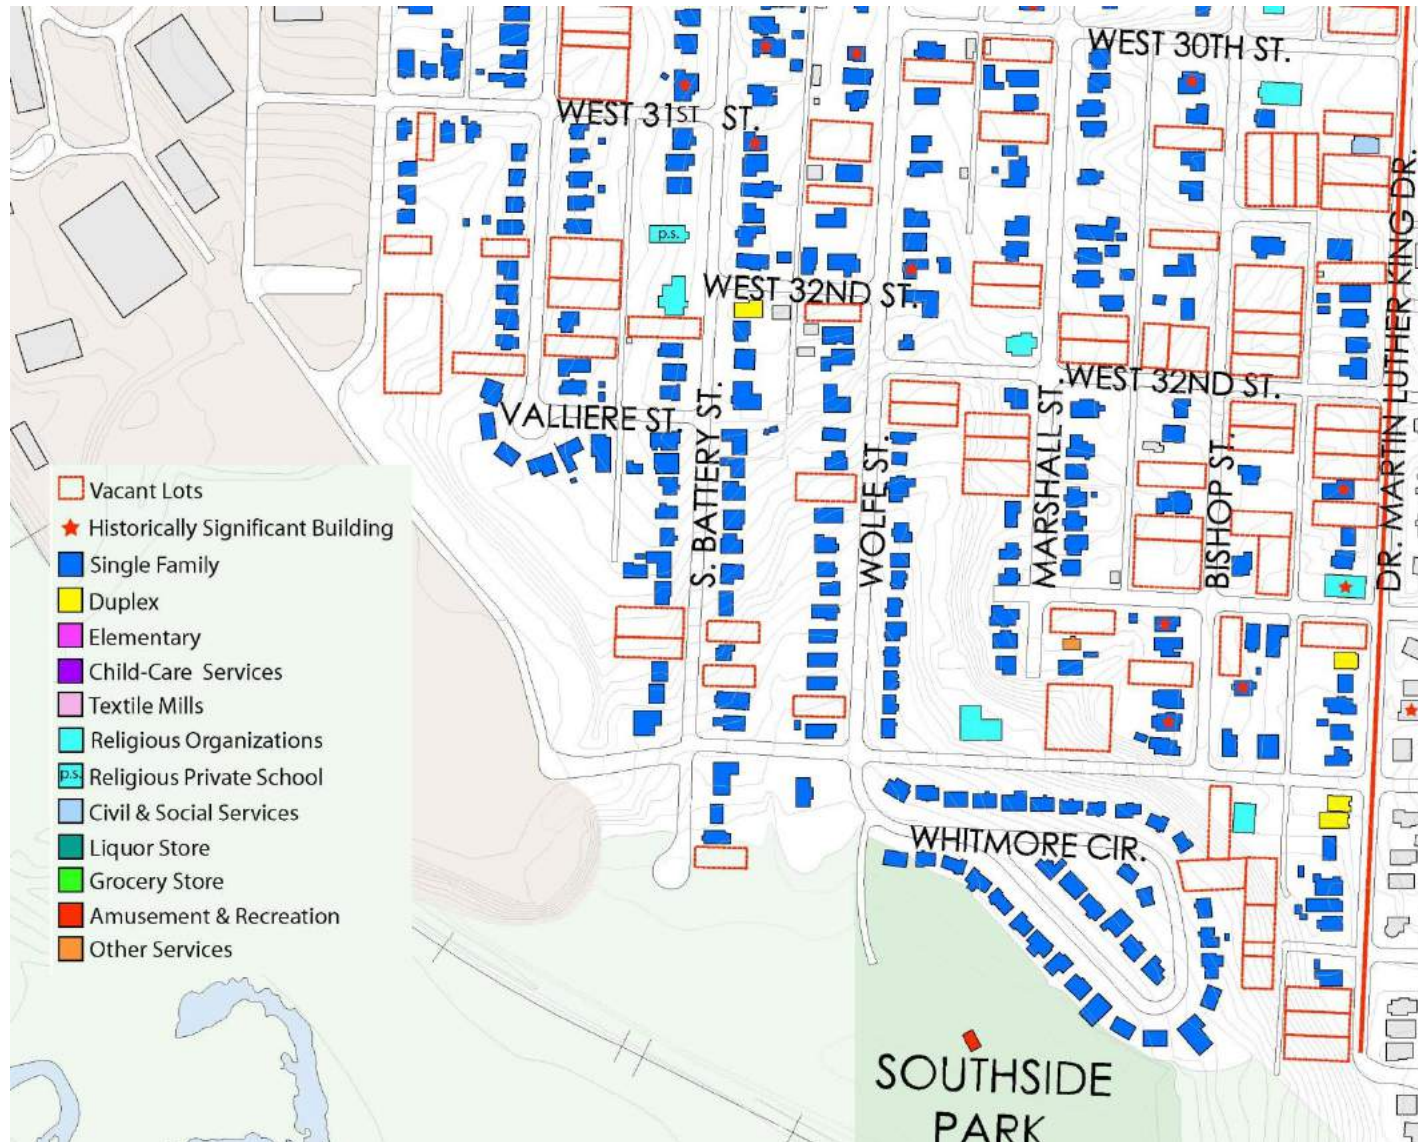 WEST 30TH ST.
WEST 31ST ST.
p.s.
WEST 32ND ST.
WEST 32ND ST.
VALLIERE ST.
S. BATTERY ST.
WOLFE ST.
MARSHALL ST.
BISHOP ST.
DR. MARTIN LUTHER KING DR.
Vacant Lots
Historically Significant Building
Single Family
Duplex
Elementary
Child-Care Services
Textile Mills
Religious Organizations
p.s. Religious Private School
Civil & Social Services
Liquor Store
Grocery Store
Amusement & Recreation
Other Services
WHITMORE CIR.
SOUTHSIDE
PARK